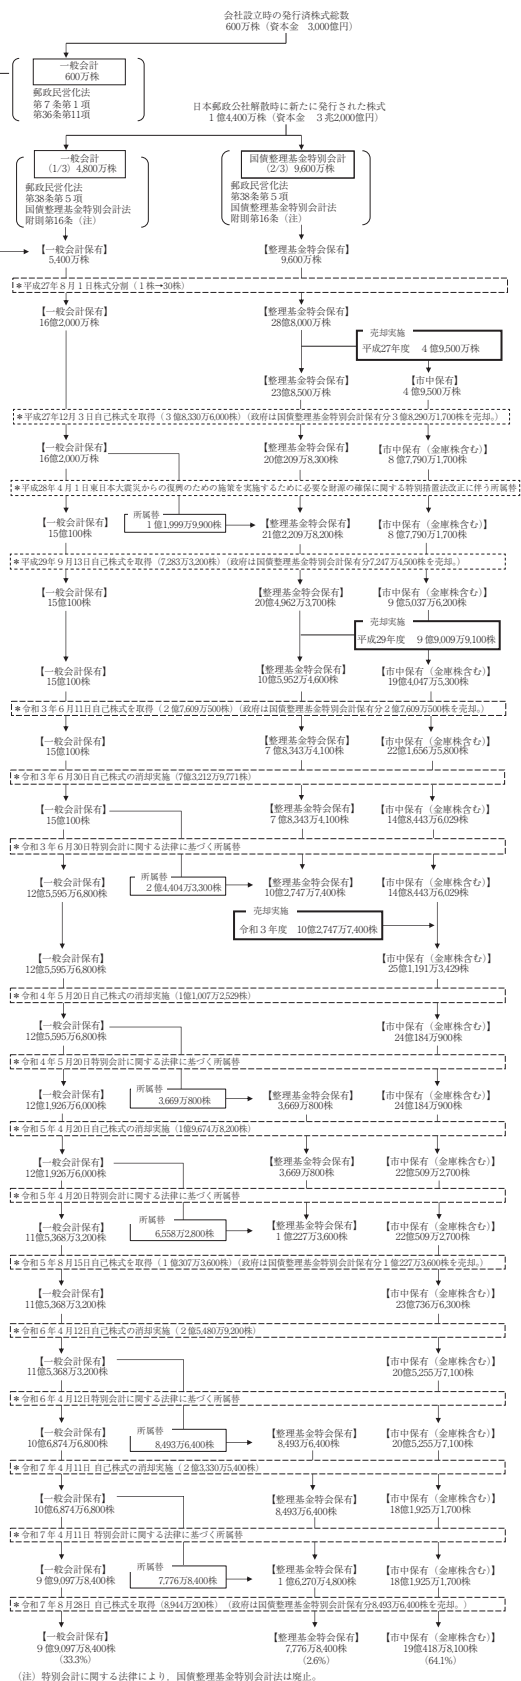 会社設立時の発行済株式総数
600万株（資本金　3,000億円）
一般会計
600万株
郵政民営化法
第７条第１項
第36条第11項
日本郵政公社解散時に新たに発行された株式
１億4,400万株（資本金　３兆2,000億円）
一般会計
（1/3）4,800万株
国債整理基金特別会計
（2/3）9,600万株
郵政民営化法
第38条第５項
国債整理基金特別会計法
附則第16条（注）
郵政民営化法
第38条第５項
国債整理基金特別会計法
附則第16条（注）
【一般会計保有】
5,400万株
【整理基金特会保有】
9,600万株
＊平成27年８月１日株式分割（１株→30株）
【一般会計保有】
16億2,000万株
【整理基金特会保有】
28億8,000万株
売却実施
平成27年度　４億9,500万株
【整理基金特会保有】
23億8,500万株
【市中保有】
４億9,500万株
＊平成27年12月３日自己株式を取得（３億8,330万6,000株）（政府は国債整理基金特別会計保有分３億8,290万1,700株を売却。）
【一般会計保有】
16億2,000万株
【整理基金特会保有】
20億209万8,300株
【市中保有（金庫株含む）】
８億7,790万1,700株
＊平成28年４月１日東日本大震災からの復興のための施策を実施するために必要な財源の確保に関する特別措置法改正に伴う所属替
【一般会計保有】
15億100株
所属替
１億1,999万9,900株
【整理基金特会保有】
21億2,209万8,200株
【市中保有（金庫株含む）】
８億7,790万1,700株
＊平成29年９月13日自己株式を取得（7,283万3,200株）（政府は国債整理基金特別会計保有分7,247万4,500株を売却。）
【一般会計保有】
15億100株
【整理基金特会保有】
20億4,962万3,700株
【市中保有（金庫株含む）】
９億5,037万6,200株
売却実施
平成29年度　９億9,009万9,100株
【一般会計保有】
15億100株
【整理基金特会保有】
10億5,952万4,600株
【市中保有（金庫株含む）】
19億4,047万5,300株
＊令和３年６月11日自己株式を取得（２億7,609万500株）（政府は国債整理基金特別会計保有分２億7,609万500株を売却。）
【一般会計保有】
15億100株
【整理基金特会保有】
７億8,343万4,100株
【市中保有（金庫株含む）】
22億1,656万5,800株
＊令和３年６月30日自己株式の消却実施（7億3,212万9,771株）
【一般会計保有】
15億100株
【整理基金特会保有】
７億8,343万4,100株
【市中保有（金庫株含む）】
14億8,443万6,029株
＊令和３年６月30日特別会計に関する法律に基づく所属替
【一般会計保有】
12億5,595万6,800株
所属替
２億4,404万3,300株
【整理基金特会保有】
10億2,747万7,400株
【市中保有（金庫株含む）】
14億8,443万6,029株
売却実施
令和３年度　10億2,747万7,400株
【一般会計保有】
12億5,595万6,800株
【市中保有（金庫株含む）】
25億1,191万3,429株
＊令和４年５月20日自己株式の消却実施（1億1,007万2,529株）
【一般会計保有】
12億5,595万6,800株
【市中保有（金庫株含む）】
24億184万900株
＊令和４年５月20日特別会計に関する法律に基づく所属替
【一般会計保有】
12億1,926万6,000株
所属替
3,669万800株
【整理基金特会保有】
3,669万800株
【市中保有（金庫株含む）】
24億184万900株
＊令和５年４月20日自己株式の消却実施（1億9,674万8,200株）
【一般会計保有】
12億1,926万6,000株
【整理基金特会保有】
3,669万800株
【市中保有（金庫株含む）】
22億509万2,700株
＊令和５年４月20日特別会計に関する法律に基づく所属替
【一般会計保有】
11億5,368万3,200株
所属替
6,558万2,800株
【整理基金特会保有】
１億227万3,600株
【市中保有（金庫株含む）】
22億509万2,700株
＊令和５年８月15日自己株式を取得（１億307万3,600株）（政府は国債整理基金特別会計保有分１億227万3,600株を売却。）
【一般会計保有】
11億5,368万3,200株
【市中保有（金庫株含む）】
23億736万6,300株
＊令和６年４月12日自己株式の消却実施（２億5,480万9,200株）
【一般会計保有】
11億5,368万3,200株
【市中保有（金庫株含む）】
20億5,255万7,100株
＊令和６年４月12日特別会計に関する法律に基づく所属替
【一般会計保有】
10億6,874万6,800株
所属替
8,493万6,400株
【整理基金特会保有】
8,493万6,400株
【市中保有（金庫株含む）】
20億5,255万7,100株
＊令和７年４月11日 自己株式の消却実施（２億3,330万5,400株）
【一般会計保有】
10億6,874万6,800株
【整理基金特会保有】
8,493万6,400株
【市中保有（金庫株含む）】
18億1,925万1,700株
＊令和７年４月11日 特別会計に関する法律に基づく所属替
【一般会計保有】
９億9,097万8,400株
所属替
7,776万8,400株
【整理基金特会保有】
１億6,270万4,800株
【市中保有（金庫株含む）】
18億1,925万1,700株
＊令和７年８月28日 自己株式を取得（8,944万200株）（政府は国債整理基金特別会計保有分8,493万6,400株を売却。）
【一般会計保有】
９億9,097万8,400株
（33.3%）
【整理基金特会保有】
7,776万8,400株
（2.6%）
【市中保有（金庫株含む）】
19億418万8,100株
（64.1%）
（注）特別会計に関する法律により，国債整理基金特別会計法は廃止。